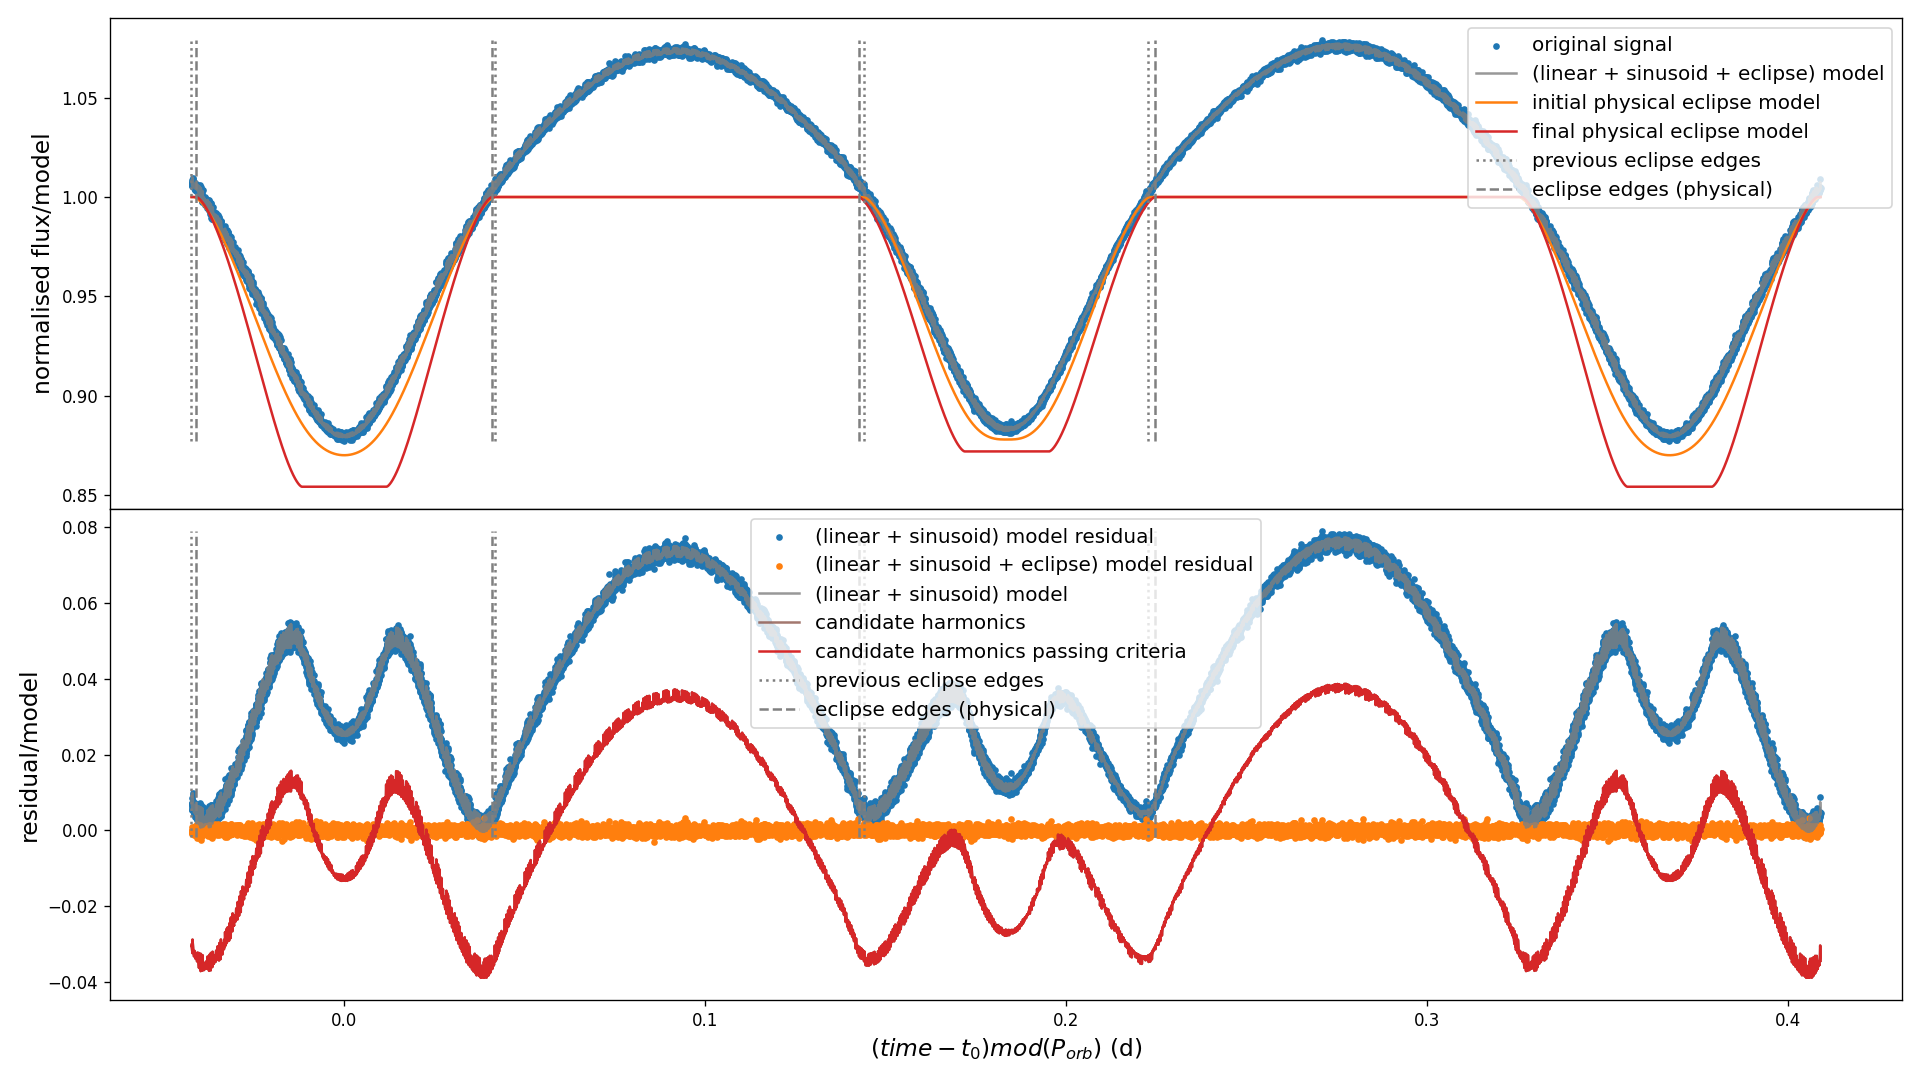 normalised flux/model
1.05
1.00
0.95
0.90
0.85
original signal
(linear + sinusoid + eclipse) model
initial physical eclipse model
final physical eclipse model
previous eclipse edges
eclipse edges (physical)
residual/model
0.08
0.06
0.04
0.02
0.00
−0.02
−0.04
(linear + sinusoid) model residual
(linear + sinusoid + eclipse) model residual
(linear + sinusoid) model
candidate harmonics
candidate harmonics passing criteria
previous eclipse edges
eclipse edges (physical)
0.0 0.1 0.2 0.3 0.4
(time − t₀)mod(P_orb) (d)